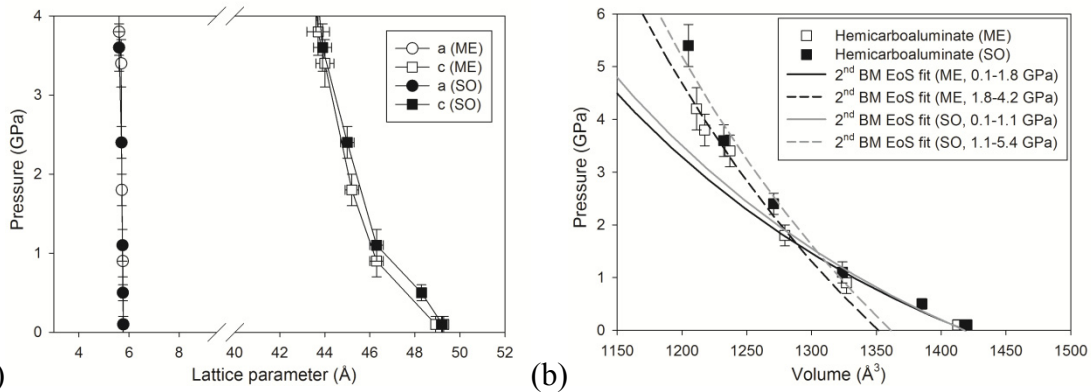 4
3
2
1
0
Pressure (GPa)
4 6 8 40 42 44 46 48 50 52
Lattice parameter (Å)
a (ME)
c (ME)
a (SO)
c (SO)
)
(b)
6
5
4
3
2
1
0
Pressure (GPa)
1150 1200 1250 1300 1350 1400 1450
Volume (Å³)
Hemicarboaluminate (ME)
Hemicarboaluminate (SO)
2nd BM EoS fit (ME, 0.1-1.8 GPa)
2nd BM EoS fit (ME, 1.8-4.2 GPa)
2nd BM EoS fit (SO, 0.1-1.1 GPa)
2nd BM EoS fit (SO, 1.1-5.4 GPa)